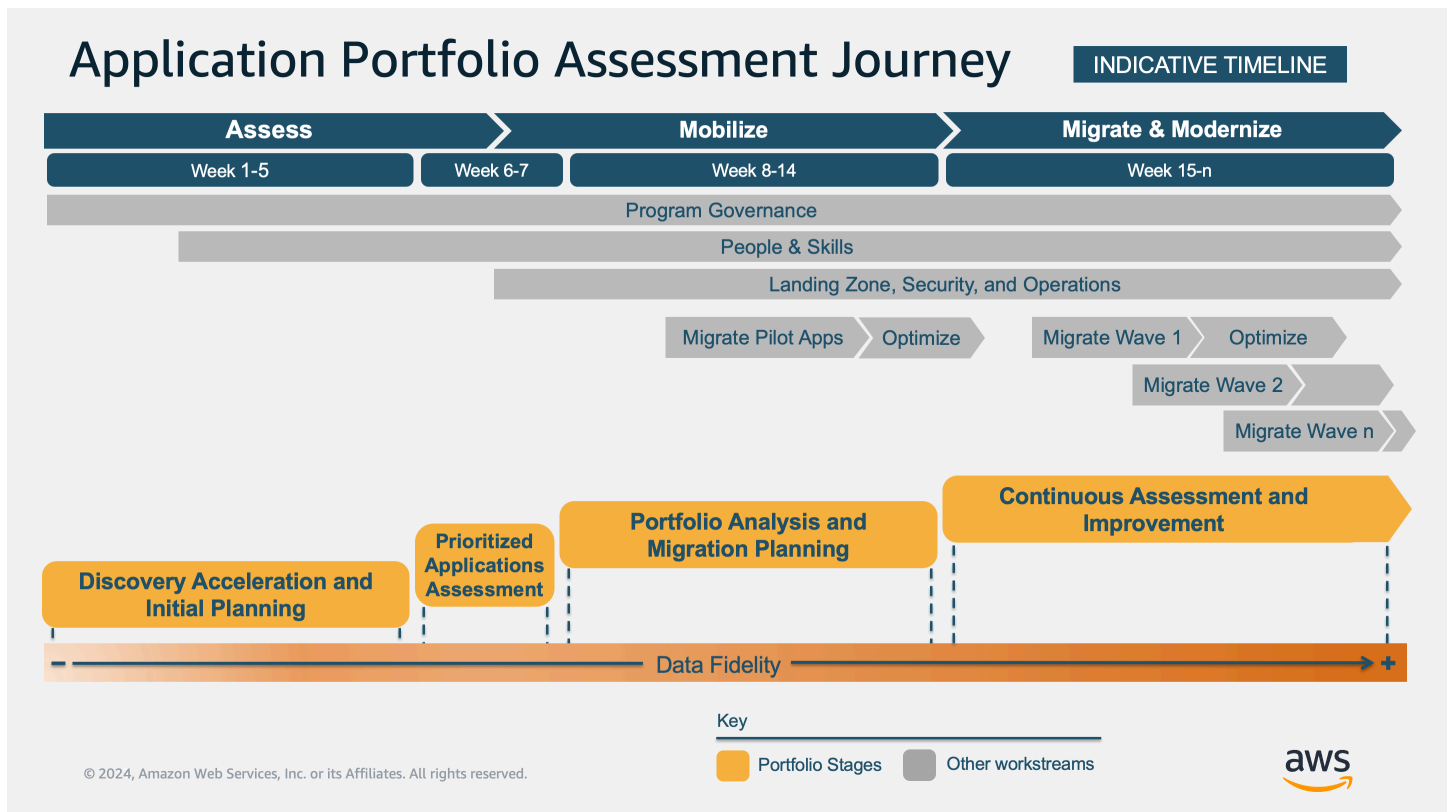 Application Portfolio Assessment Journey
INDICATIVE TIMELINE
Assess
Mobilize
Migrate & Modernize
Week 1-5
Week 6-7
Week 8-14
Week 15-n
Program Governance
People & Skills
Landing Zone, Security, and Operations
Migrate Pilot Apps
Optimize
Migrate Wave 1
Optimize
Migrate Wave 2
Migrate Wave n
Continuous Assessment and
Improvement
Portfolio Analysis and
Migration Planning
Prioritized
Applications
Assessment
Discovery Acceleration and
Initial Planning
Data Fidelity
Key
Portfolio Stages
Other workstreams
© 2024, Amazon Web Services, Inc. or its Affiliates. All rights reserved.
aws